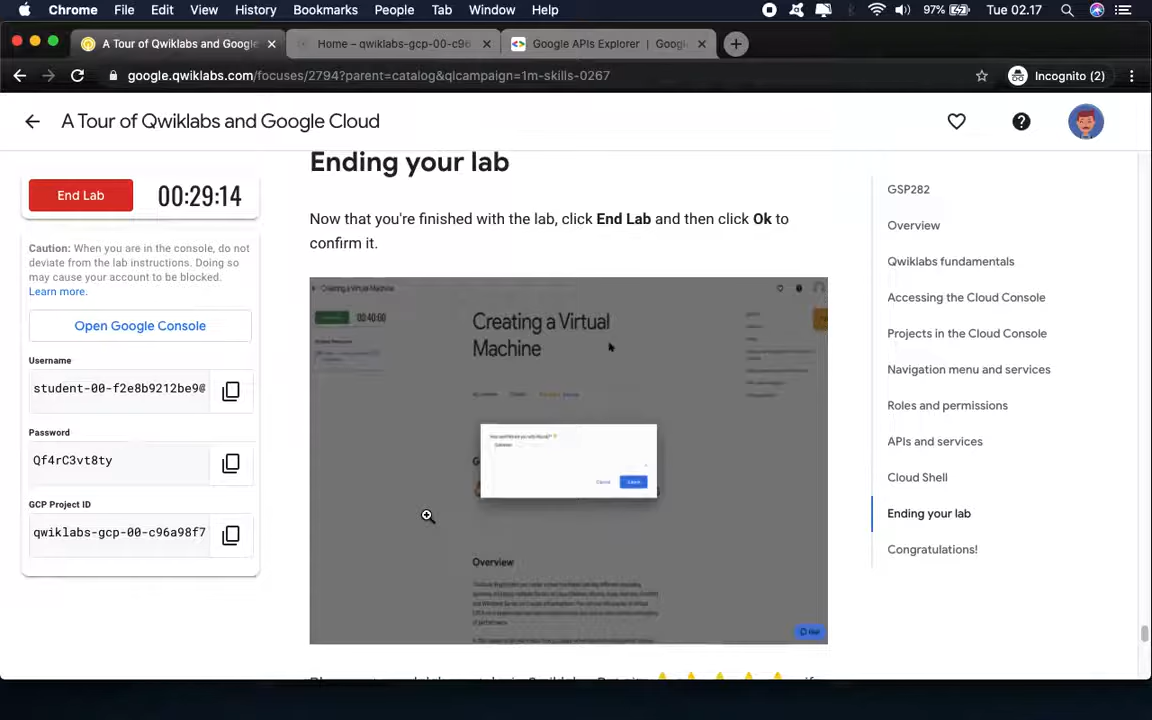 Chrome File Edit View History Bookmarks People Tab Window Help 97% Tue 02.17
A Tour of Qwiklabs and Google Home – qwiklabs-gcp-00-c96 Google APIs Explorer | Google
google.qwiklabs.com/focuses/2794?parent=catalog&qlcampaign=1m-skills-0267 Incognito (2)
A Tour of Qwiklabs and Google Cloud
End Lab 00:29:14
Caution: When you are in the console, do not
deviate from the lab instructions. Doing so
may cause your account to be blocked.
Learn more.
Open Google Console
Username
student-00-f2e8b9212be9@
Password
Qf4rC3vt8ty
GCP Project ID
qwiklabs-gcp-00-c96a98f7
Ending your lab
Now that you're finished with the lab, click End Lab and then click Ok to
confirm it.
Creating a Virtual Machine
00:40:00
Creating a Virtual
Machine
Overview
GSP282
Overview
Qwiklabs fundamentals
Accessing the Cloud Console
Projects in the Cloud Console
Navigation menu and services
Roles and permissions
APIs and services
Cloud Shell
Ending your lab
Congratulations!